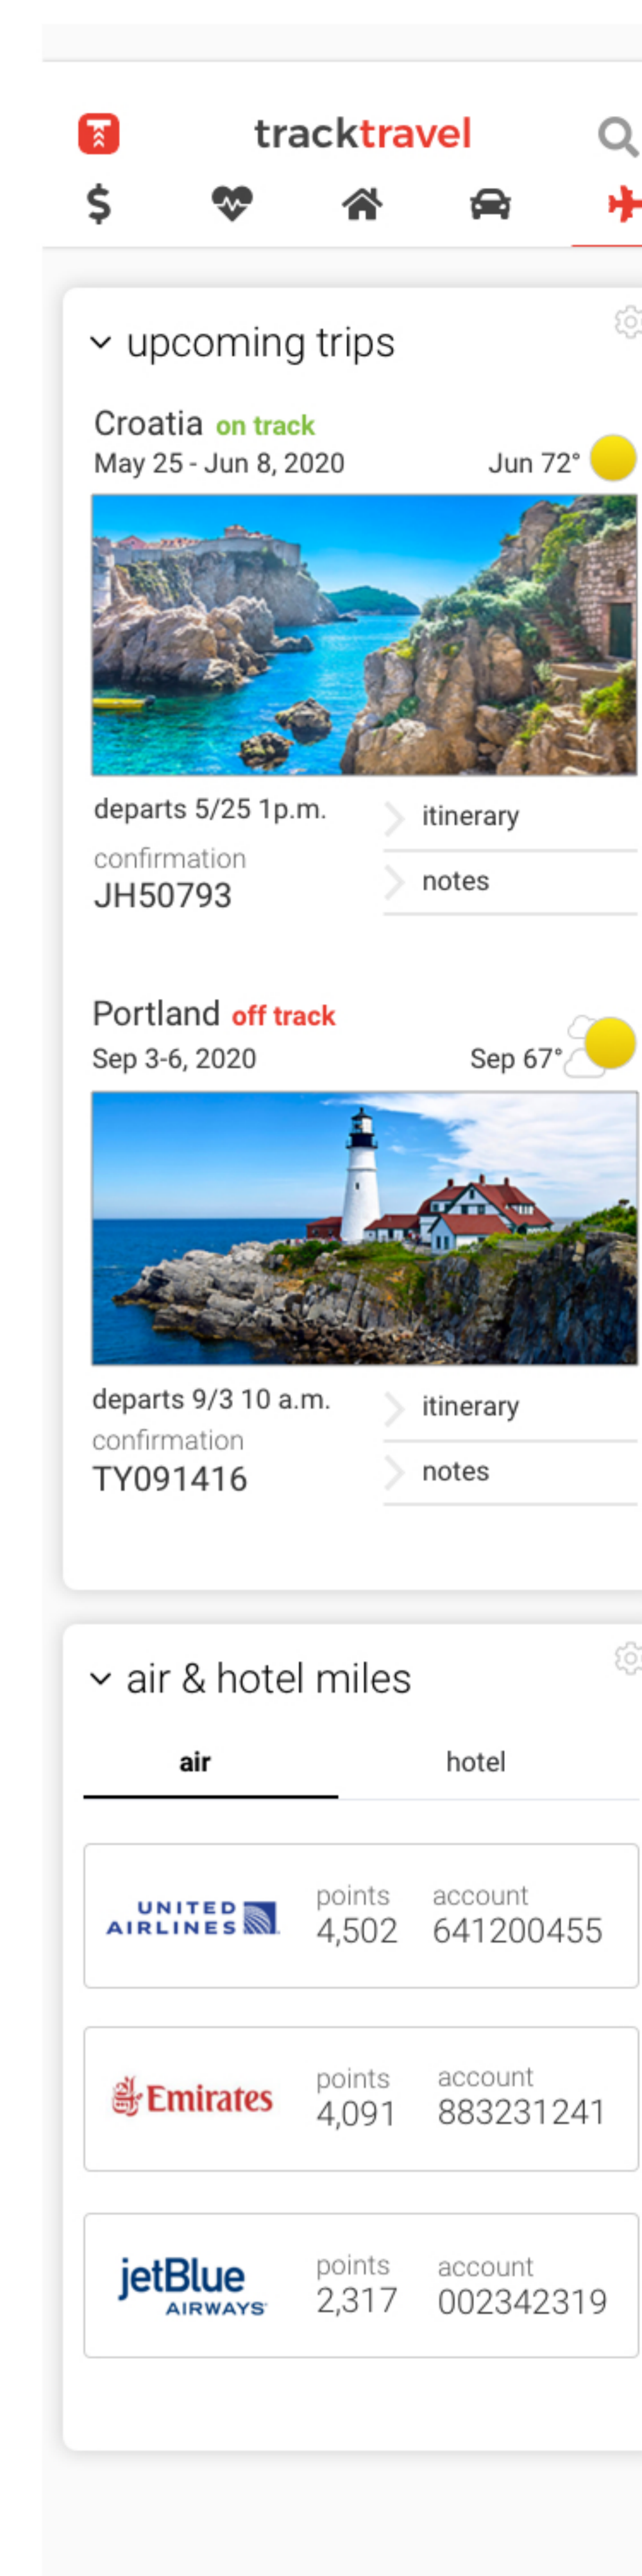 tracktravel
upcoming trips
Croatia on track
May 25 - Jun 8, 2020 Jun 72°
departs 5/25 1p.m.
itinerary
confirmation
JH50793
notes
Portland off track
Sep 3-6, 2020 Sep 67°
departs 9/3 10 a.m.
itinerary
confirmation
TY091416
notes
air & hotel miles
air hotel
UNITED
AIRLINES
points account
4,502 641200455
Emirates
points account
4,091 883231241
jetBlue
AIRWAYS
points account
2,317 002342319